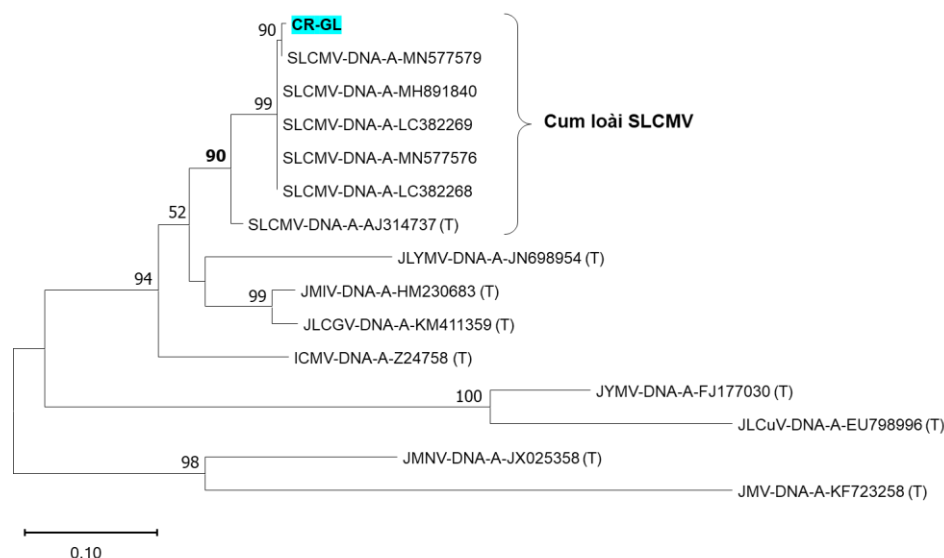 90
CR-GL
SLCMV-DNA-A-MN577579
SLCMV-DNA-A-MH891840
99
SLCMV-DNA-A-LC382269
Cum loài SLCMV
90
SLCMV-DNA-A-MN577576
SLCMV-DNA-A-LC382268
52
SLCMV-DNA-A-AJ314737 (T)
JLYMV-DNA-A-JN698954 (T)
94
99
JMIV-DNA-A-HM230683 (T)
JLCGV-DNA-A-KM411359 (T)
ICMV-DNA-A-Z24758 (T)
100
JYMV-DNA-A-FJ177030 (T)
JLCuV-DNA-A-EU798996 (T)
98
JMNV-DNA-A-JX025358 (T)
JMV-DNA-A-KF723258 (T)
0.10